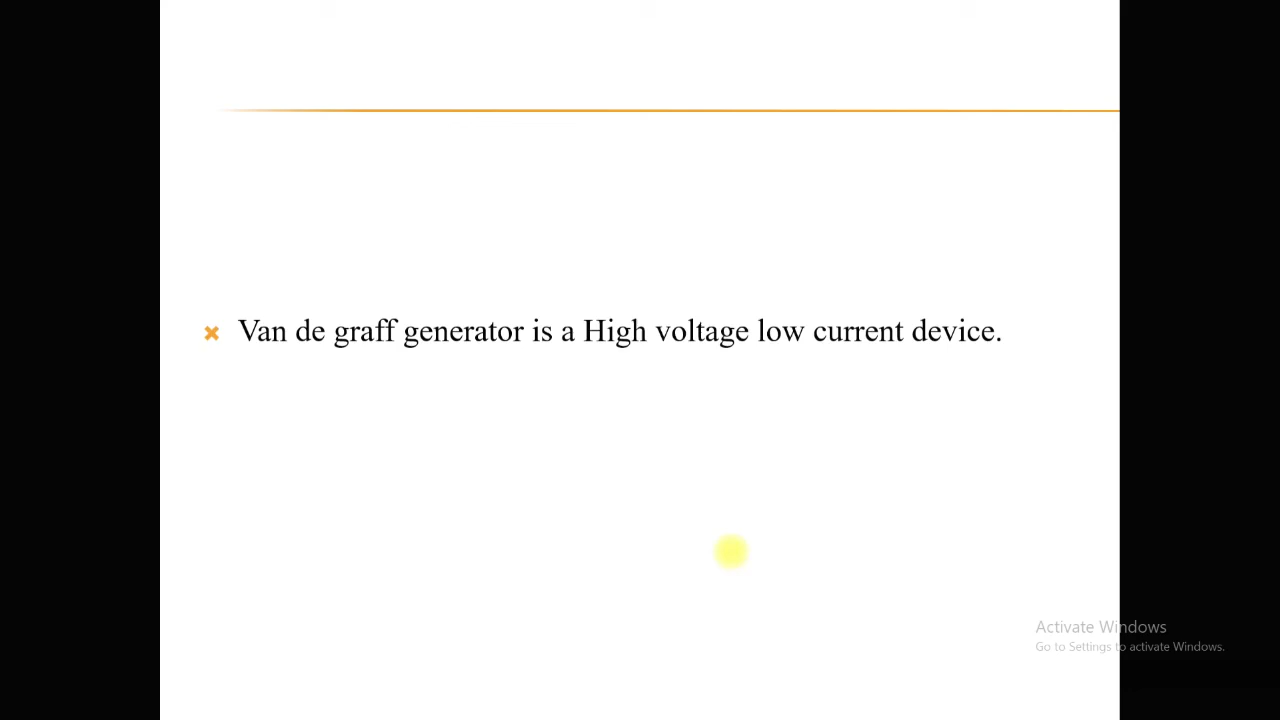 Van de graff generator is a High voltage low current device.
Activate Windows
Go to Settings to activate Windows.